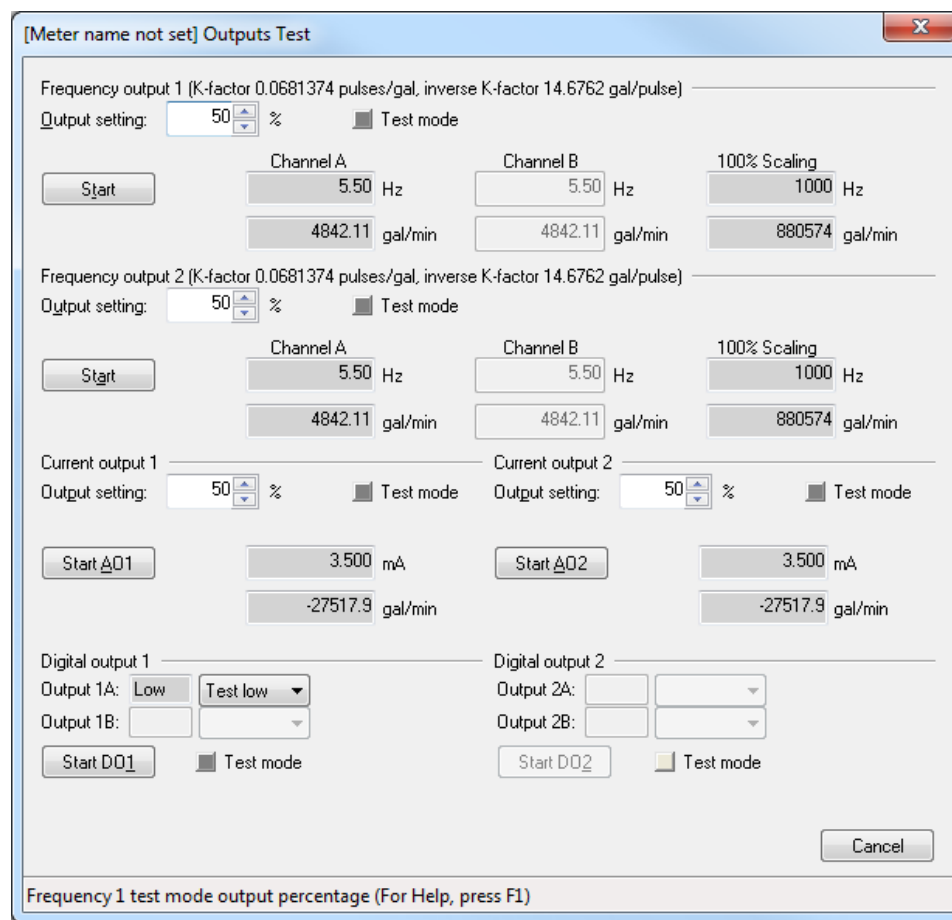 [Meter name not set] Outputs Test
Frequency output 1 (K-factor 0.0681374 pulses/gal, inverse K-factor 14.6762 gal/pulse)
Output setting: 50 % Test mode
Channel A Channel B 100% Scaling
Start 5.50 Hz 5.50 Hz 1000 Hz
4842.11 gal/min 4842.11 gal/min 880574 gal/min
Frequency output 2 (K-factor 0.0681374 pulses/gal, inverse K-factor 14.6762 gal/pulse)
Output setting: 50 % Test mode
Channel A Channel B 100% Scaling
Start 5.50 Hz 5.50 Hz 1000 Hz
4842.11 gal/min 4842.11 gal/min 880574 gal/min
Current output 1 Current output 2
Output setting: 50 % Test mode Output setting: 50 % Test mode
Start AO1 3.500 mA Start AO2 3.500 mA
-27517.9 gal/min -27517.9 gal/min
Digital output 1 Digital output 2
Output 1A: Low Test low Output 2A:
Output 1B: Output 2B:
Start DO1 Test mode Start DO2 Test mode
Cancel
Frequency 1 test mode output percentage (For Help, press F1)